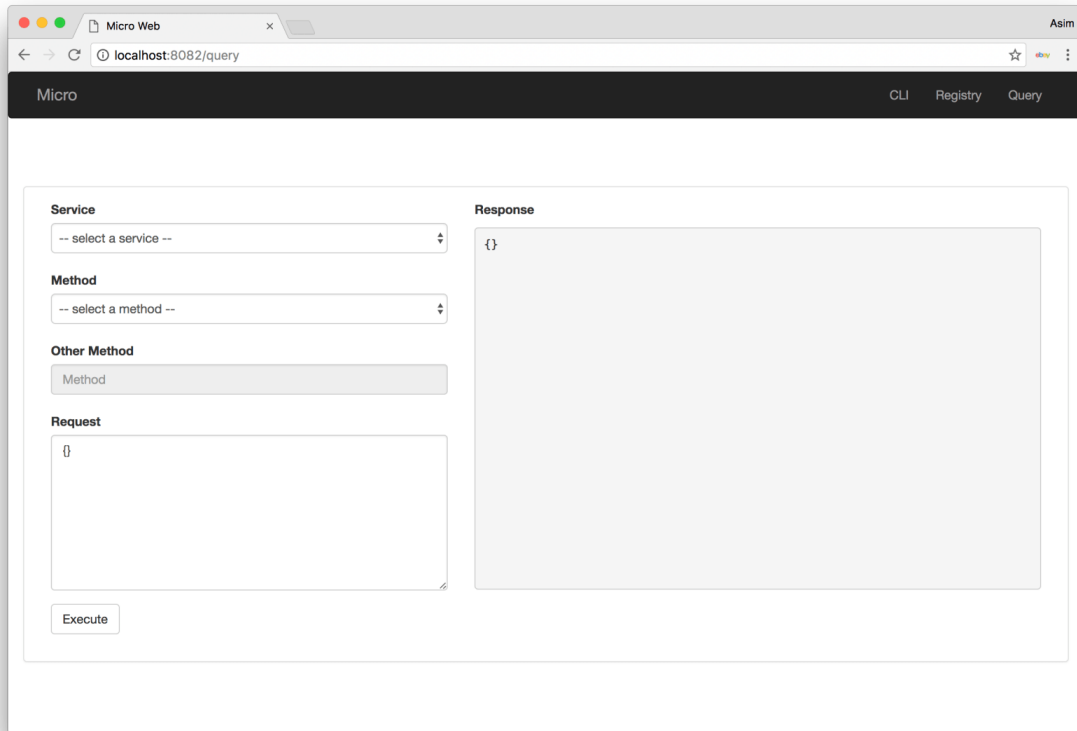 Micro Web
Asim
localhost:8082/query
ebay
Micro
CLI Registry Query
Service
-- select a service --
Method
-- select a method --
Other Method
Method
Request
{}
Execute
Response
{}